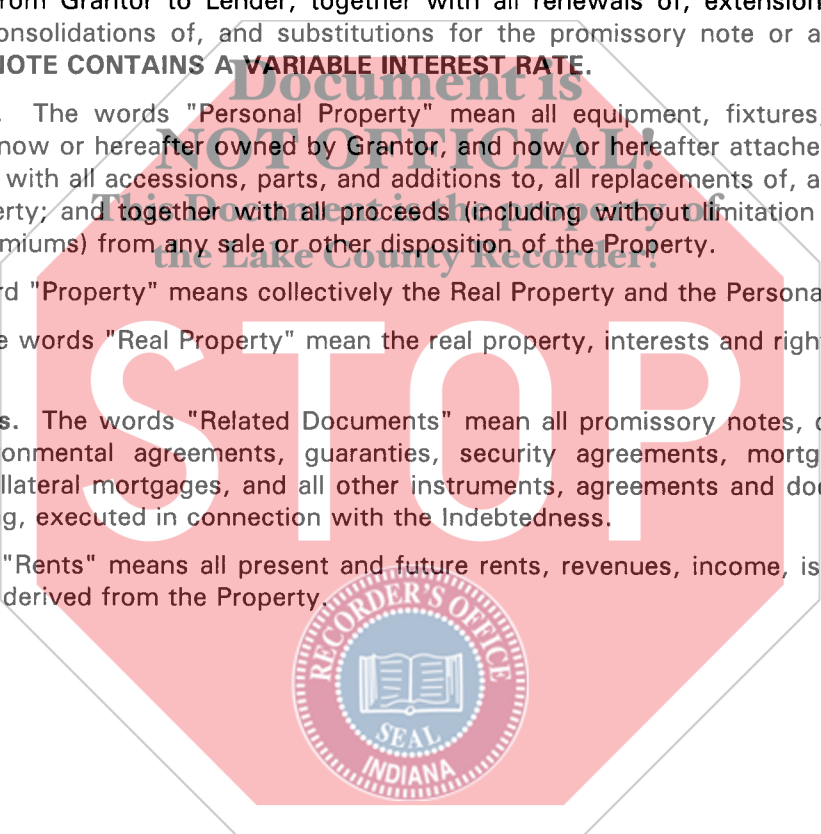 from Grantor to Lender, together with all renewals of, extension
onsolidations of, and substitutions for the promissory note or a
NOTE CONTAINS A VARIABLE INTEREST RATE.
Document is
. The words "Personal Property" mean all equipment, fixtures,
now or hereafter owned by Grantor, and now or hereafter attache
NOT OFFICIAL!
with all accessions, parts, and additions to, all replacements of, a
erty; and together with all proceeds (including without limitation
This Document is the property of
miums) from any sale or other disposition of the Property.
the Lake County Recorder!
rd "Property" means collectively the Real Property and the Persona
e words "Real Property" mean the real property, interests and righ
STOP
s. The words "Related Documents" mean all promissory notes, c
onmental agreements, guaranties, security agreements, mortg
llateral mortgages, and all other instruments, agreements and doc
g, executed in connection with the Indebtedness.
"Rents" means all present and future rents, revenues, income, is
derived from the Property.
RECORDER'S OFFICE
SEAL
INDIANA